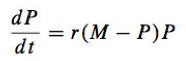 dP/dt = r(M − P)P